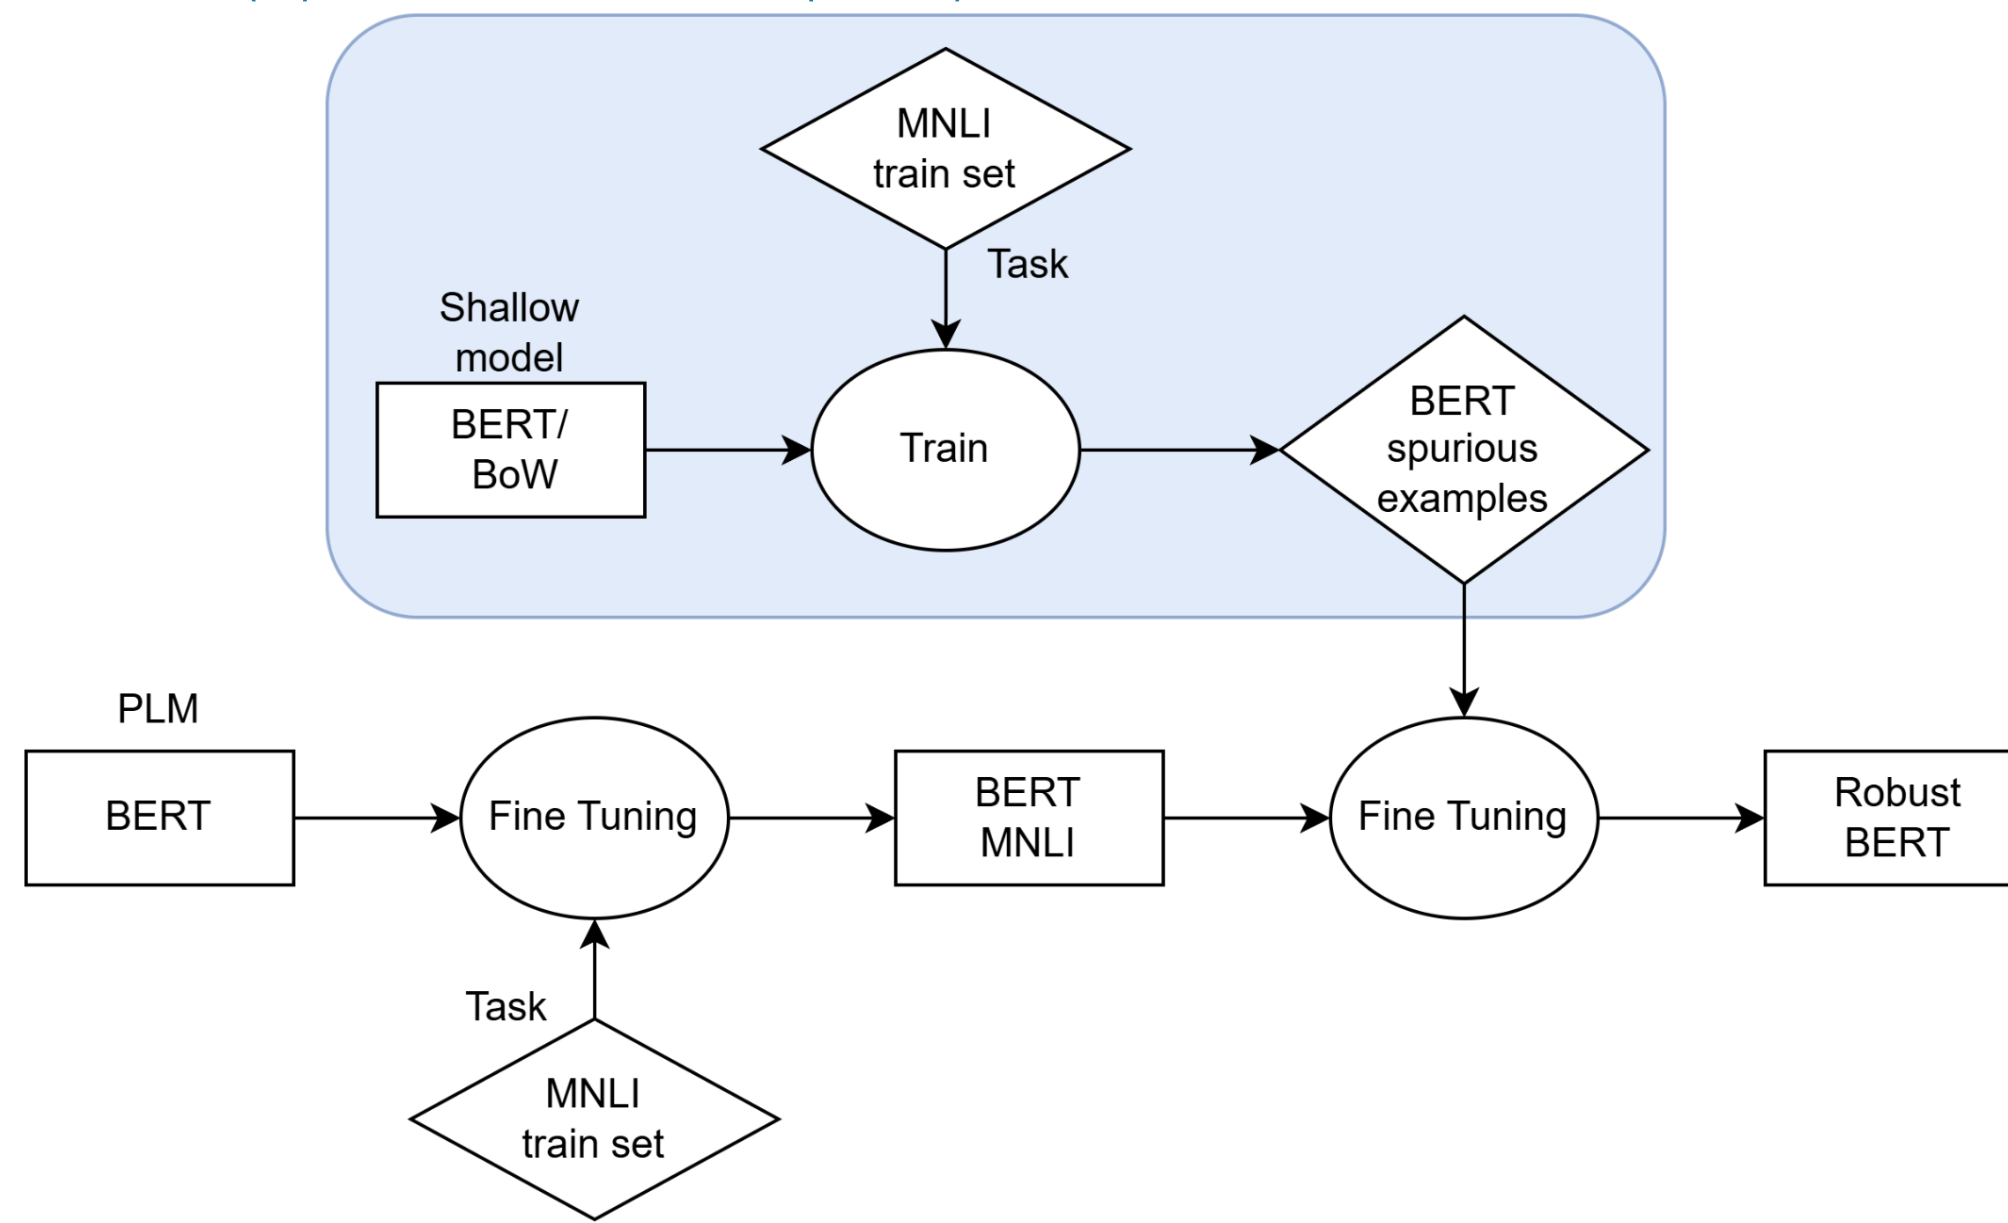 MNLI
train set
Task
Shallow
model
BERT/
BoW
Train
BERT
spurious
examples
PLM
BERT
Fine Tuning
BERT
MNLI
Fine Tuning
Robust
BERT
Task
MNLI
train set